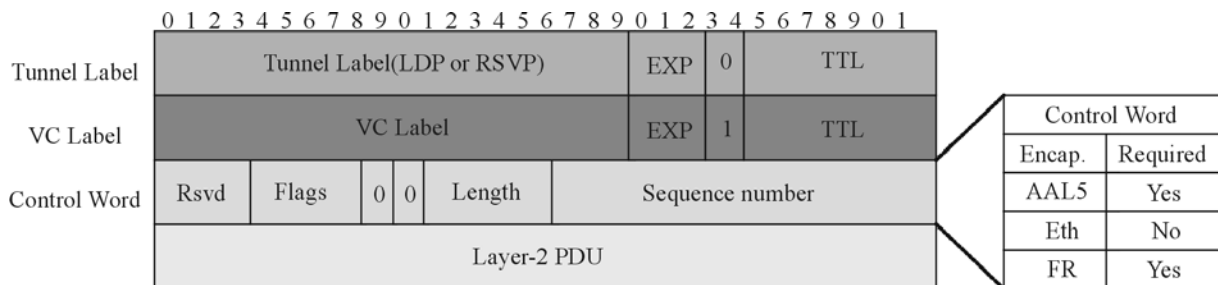 0 1 2 3 4 5 6 7 8 9 0 1 2 3 4 5 6 7 8 9 0 1 2 3 4 5 6 7 8 9 0 1
Tunnel Label Tunnel Label(LDP or RSVP) EXP 0 TTL
VC Label VC Label EXP 1 TTL
Control Word Rsvd Flags 0 0 Length Sequence number
Layer-2 PDU
Control Word
Encap. Required
AAL5 Yes
Eth No
FR Yes